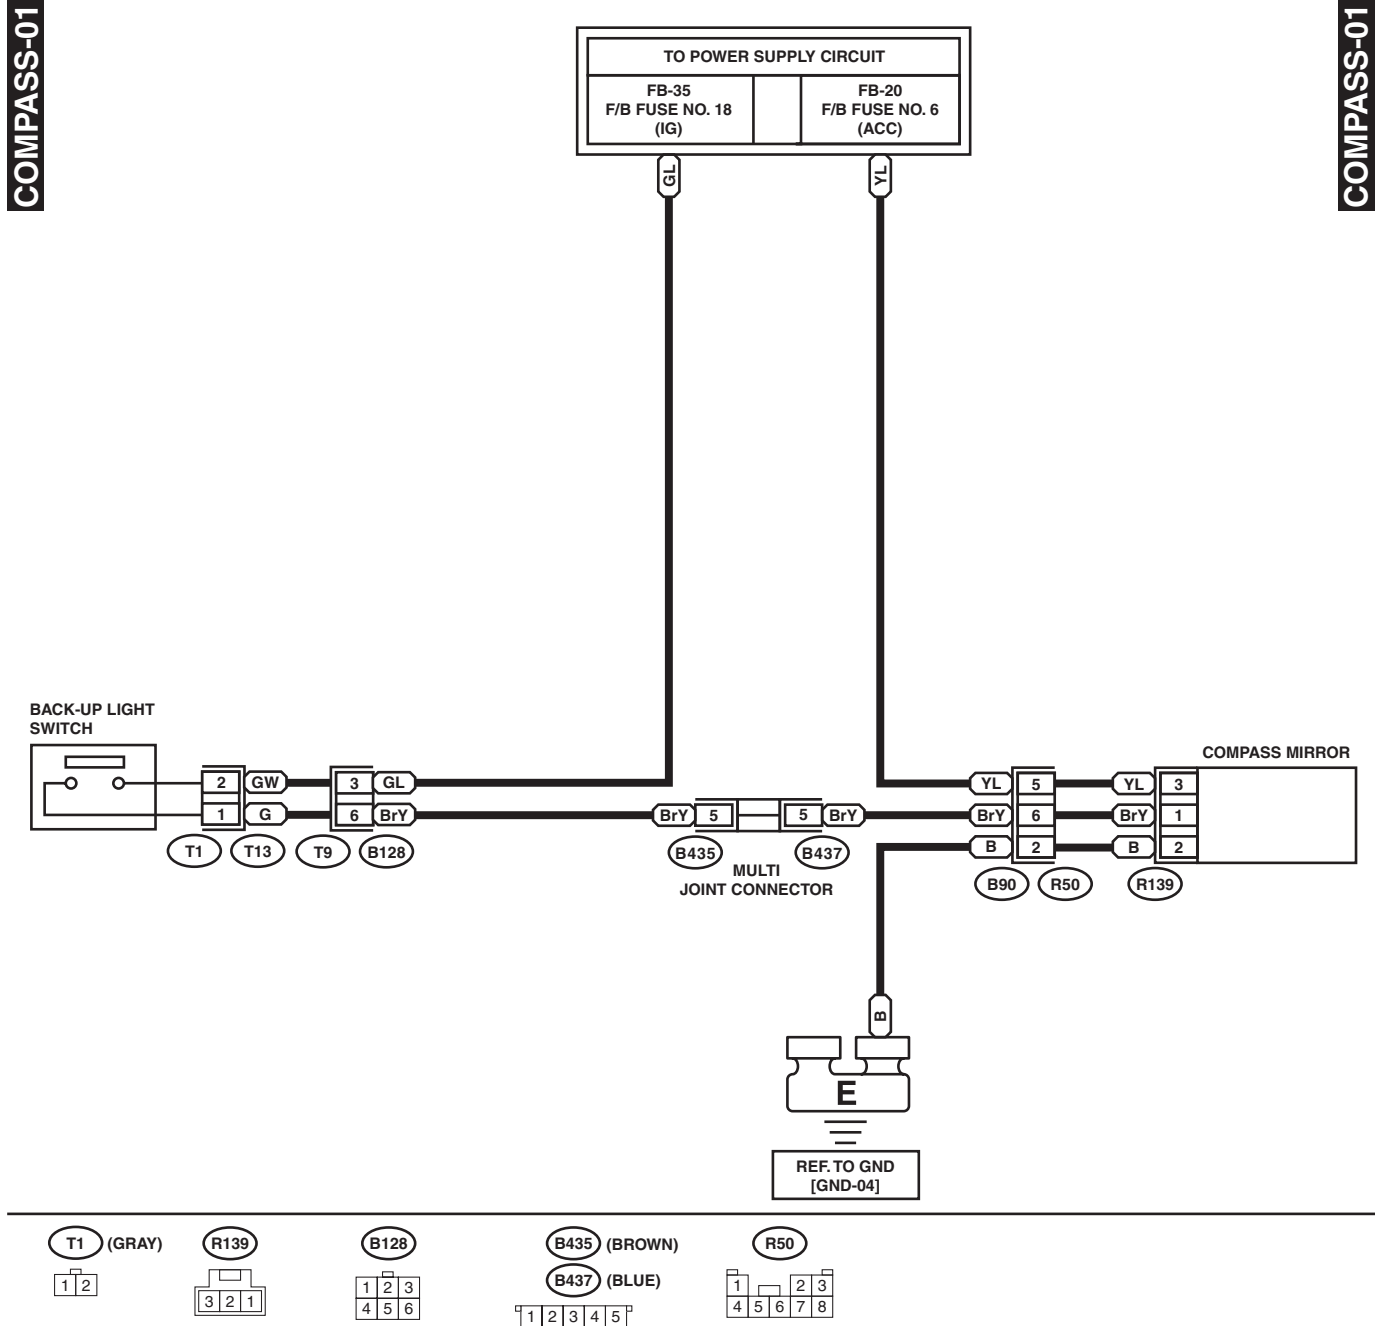 COMPASS-01
COMPASS-01
TO POWER SUPPLY CIRCUIT
FB-35
F/B FUSE NO. 18
(IG)
FB-20
F/B FUSE NO. 6
(ACC)
GL
YL
BACK-UP LIGHT
SWITCH
COMPASS MIRROR
2 GW 3 GL
YL 5 YL 3
1 G 6 BrY
BrY 5 5 BrY
BrY 6 BrY 1
B 2 B 2
T1 T13 T9 B128
B435 B437
MULTI
JOINT CONNECTOR
B90 R50 R139
B
E
REF. TO GND
[GND-04]
T1 (GRAY)
1 2
R139
3 2 1
B128
1 2 3
4 5 6
B435 (BROWN)
B437 (BLUE)
1 2 3 4 5
R50
1 2 3
4 5 6 7 8